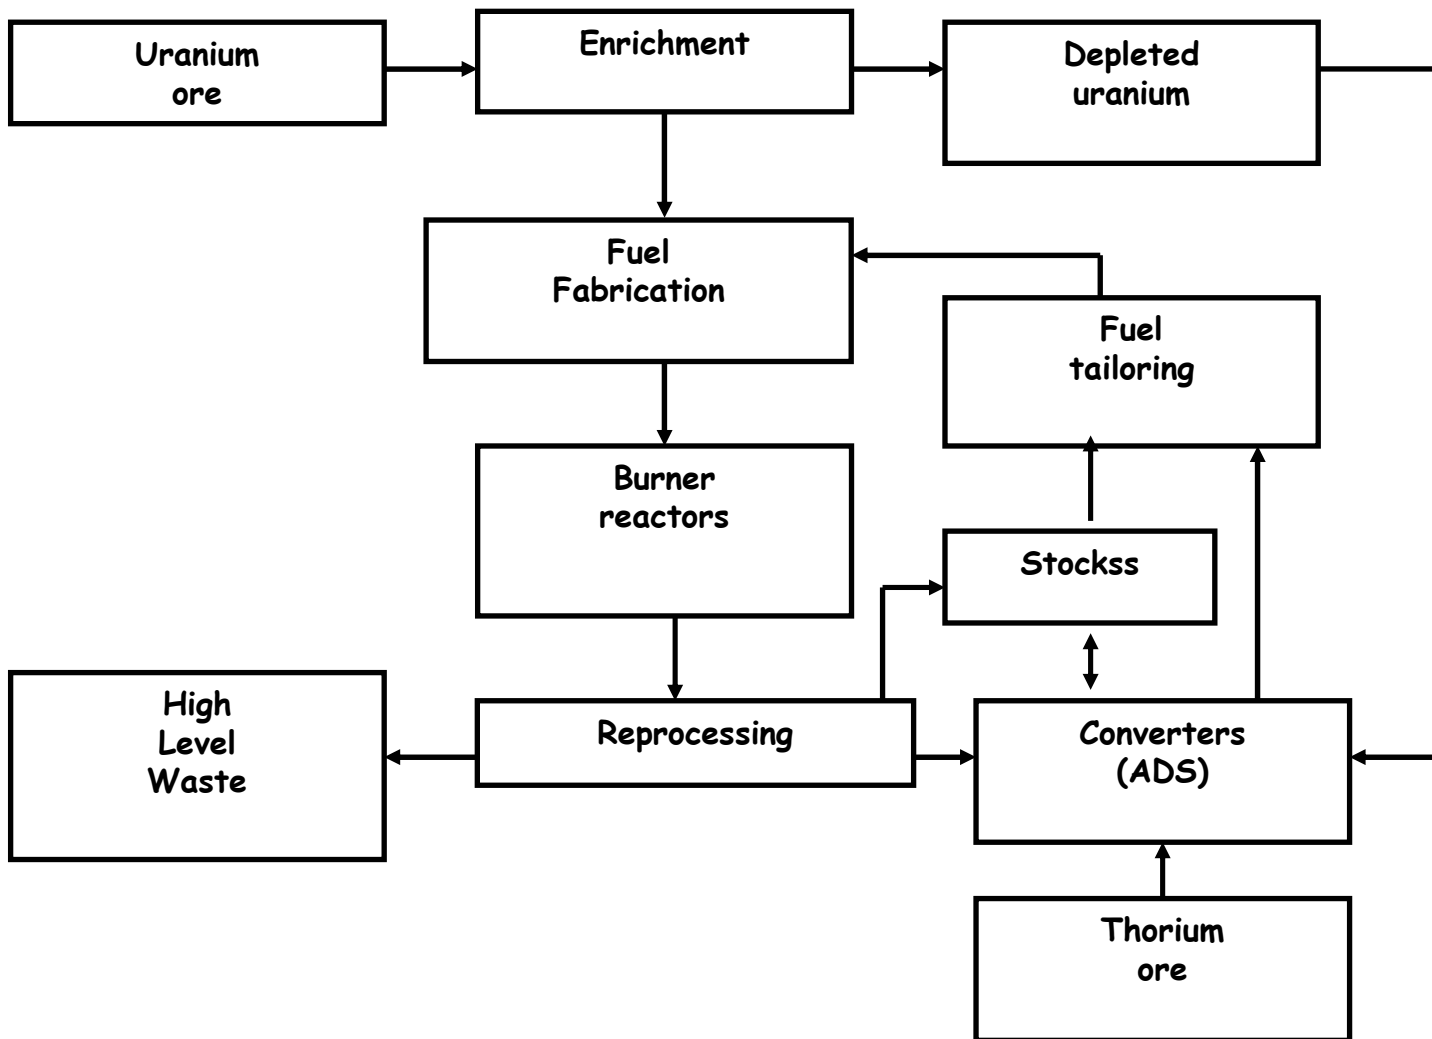 Uranium
ore
Enrichment
Depleted
uranium
Fuel
Fabrication
Fuel
tailoring
Burner
reactors
Stockss
High
Level
Waste
Reprocessing
Converters
(ADS)
Thorium
ore